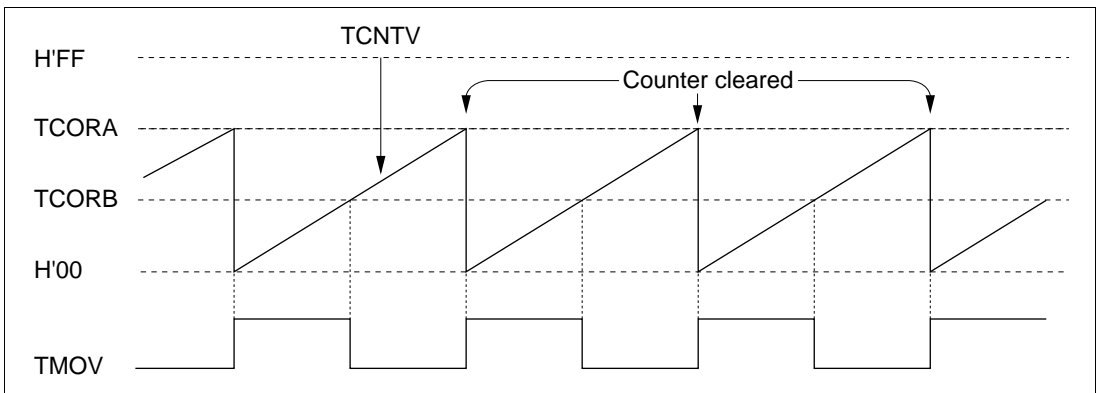 TCNTV
H'FF
Counter cleared
TCORA
TCORB
H'00
TMOV